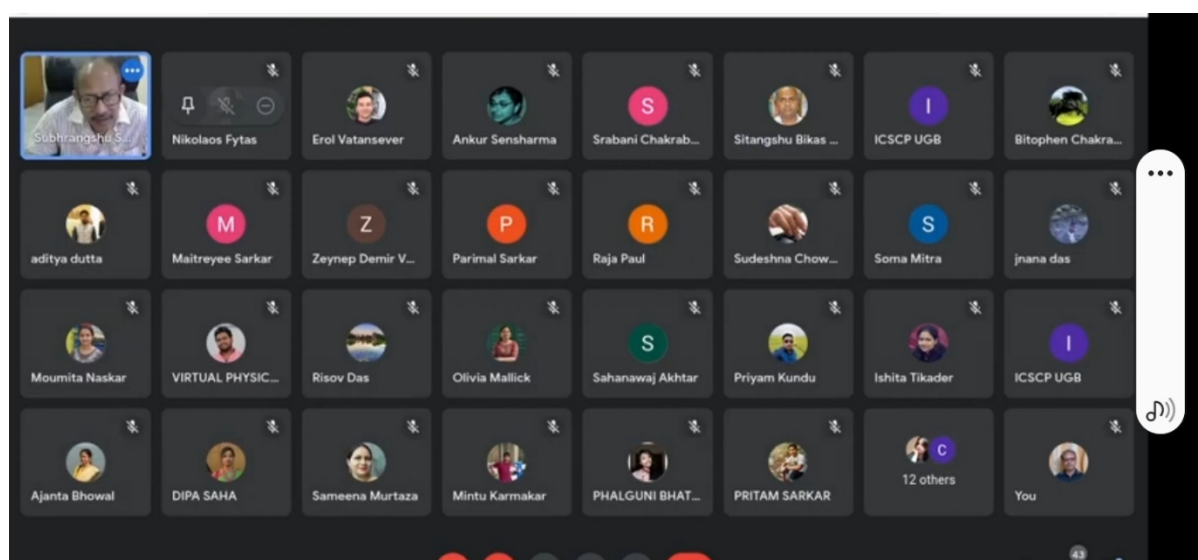 Subhrangshu S...
Nikolaos Fytas
Erol Vatansever
Ankur Sensharma
S
Srabani Chakrab...
Sitangshu Bikas ...
I
ICSCP UGB
Bitophen Chakra...
aditya dutta
M
Maitreyee Sarkar
Z
Zeynep Demir V...
P
Parimal Sarkar
R
Raja Paul
Sudeshna Chow...
S
Soma Mitra
jnana das
Moumita Naskar
VIRTUAL PHYSIC...
Risov Das
Olivia Mallick
S
Sahanawaj Akhtar
Priyam Kundu
Ishita Tikader
I
ICSCP UGB
Ajanta Bhowal
DIPA SAHA
Sameena Murtaza
Mintu Karmakar
PHALGUNI BHAT...
PRITAM SARKAR
C
12 others
You
43